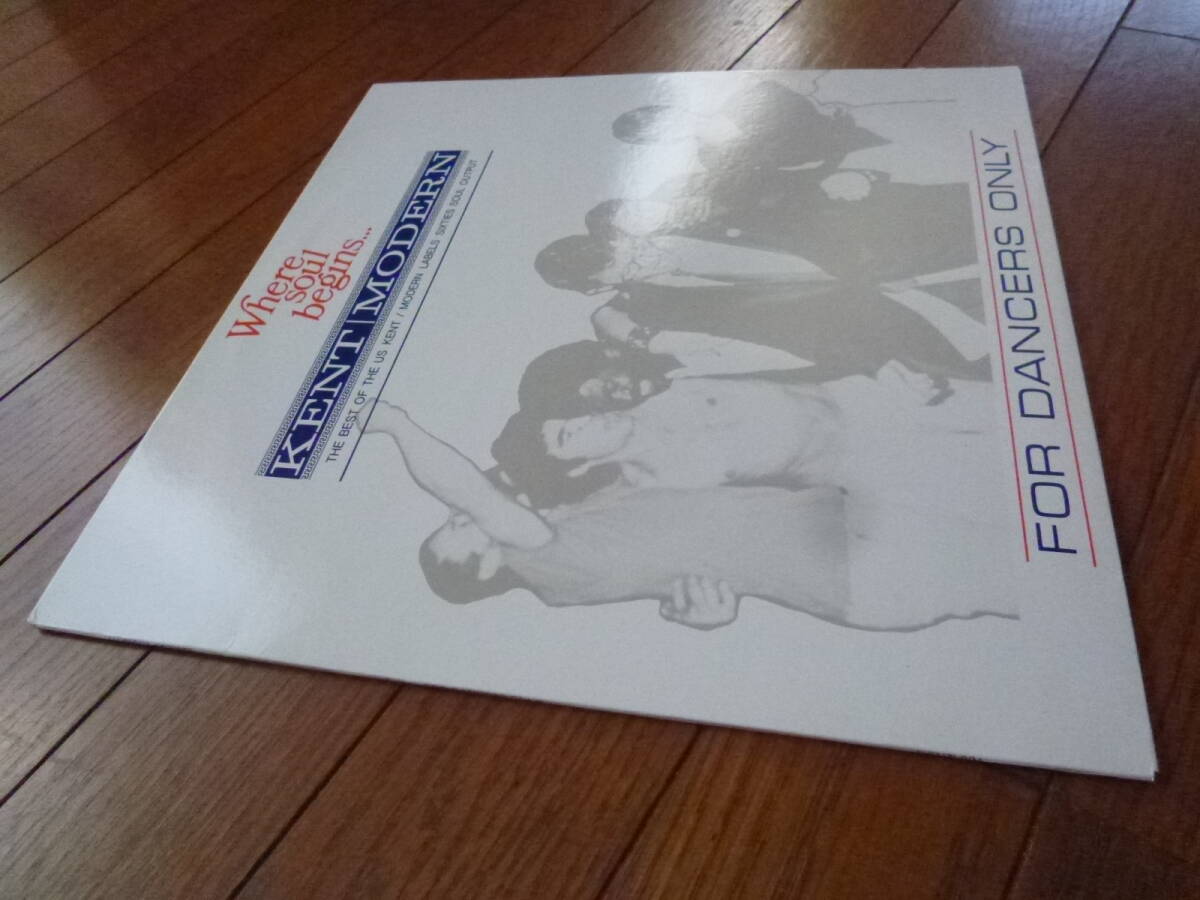 Where
soul
begins...
KENT|MODERN
THE BEST OF THE US KENT / MODERN LABELS SIXTIES SOUL OUTPUT
FOR DANCERS ONLY